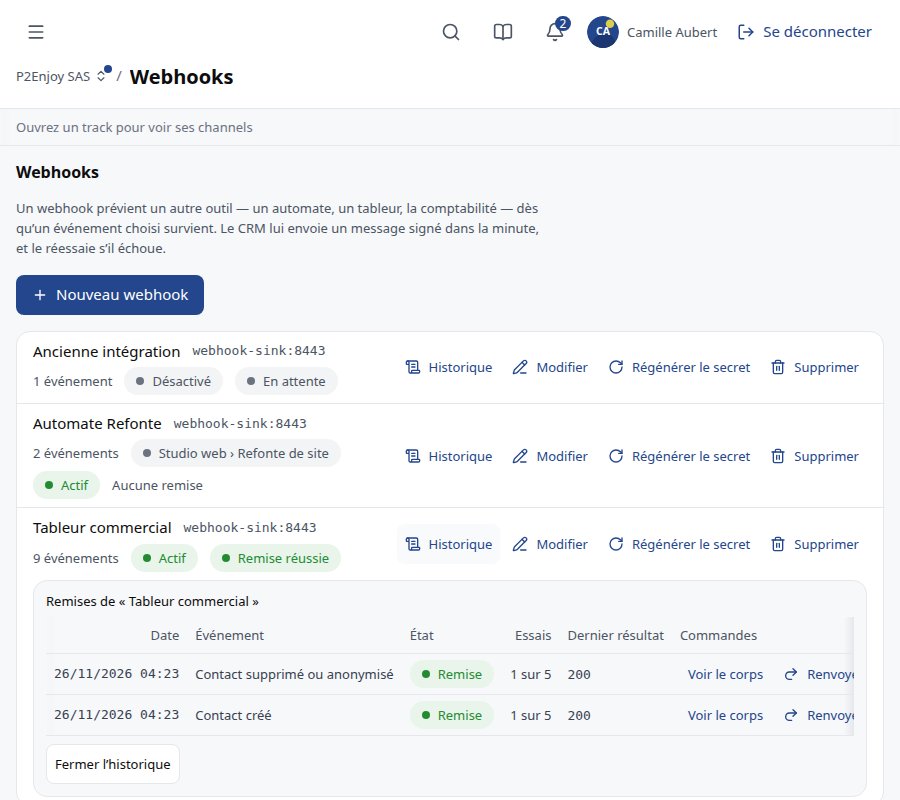 2
CA Camille Aubert Se déconnecter
P2Enjoy SAS / Webhooks
Ouvrez un track pour voir ses channels
Webhooks
Un webhook prévient un autre outil — un automate, un tableur, la comptabilité — dès
qu’un événement choisi survient. Le CRM lui envoie un message signé dans la minute,
et le réessaie s’il échoue.
+ Nouveau webhook
Ancienne intégration webhook-sink:8443
1 événement Désactivé En attente Historique Modifier Régénérer le secret Supprimer
Automate Refonte webhook-sink:8443
2 événements Studio web › Refonte de site Historique Modifier Régénérer le secret Supprimer
Actif Aucune remise
Tableur commercial webhook-sink:8443
9 événements Actif Remise réussie Historique Modifier Régénérer le secret Supprimer
Remises de « Tableur commercial »
Date Événement État Essais Dernier résultat Commandes
26/11/2026 04:23 Contact supprimé ou anonymisé Remise 1 sur 5 200 Voir le corps Renvoye
26/11/2026 04:23 Contact créé Remise 1 sur 5 200 Voir le corps Renvoye
Fermer l’historique